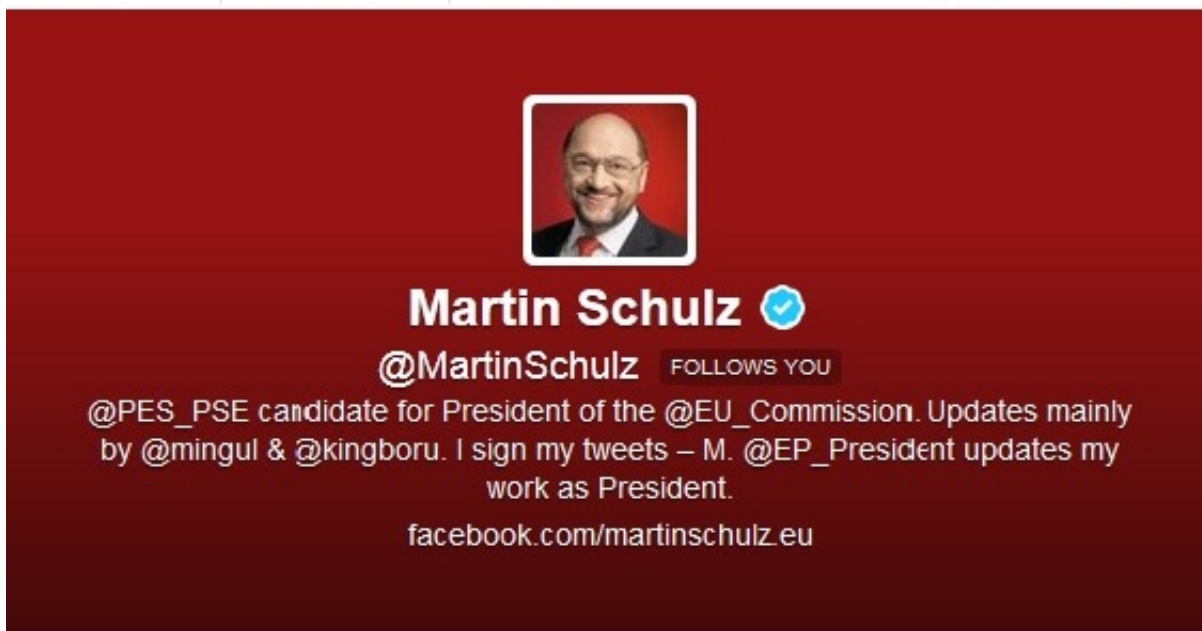 Martin Schulz
@MartinSchulz FOLLOWS YOU
@PES_PSE candidate for President of the @EU_Commission. Updates mainly
by @mingul & @kingboru. I sign my tweets – M. @EP_President updates my
work as President.
facebook.com/martinschulz.eu